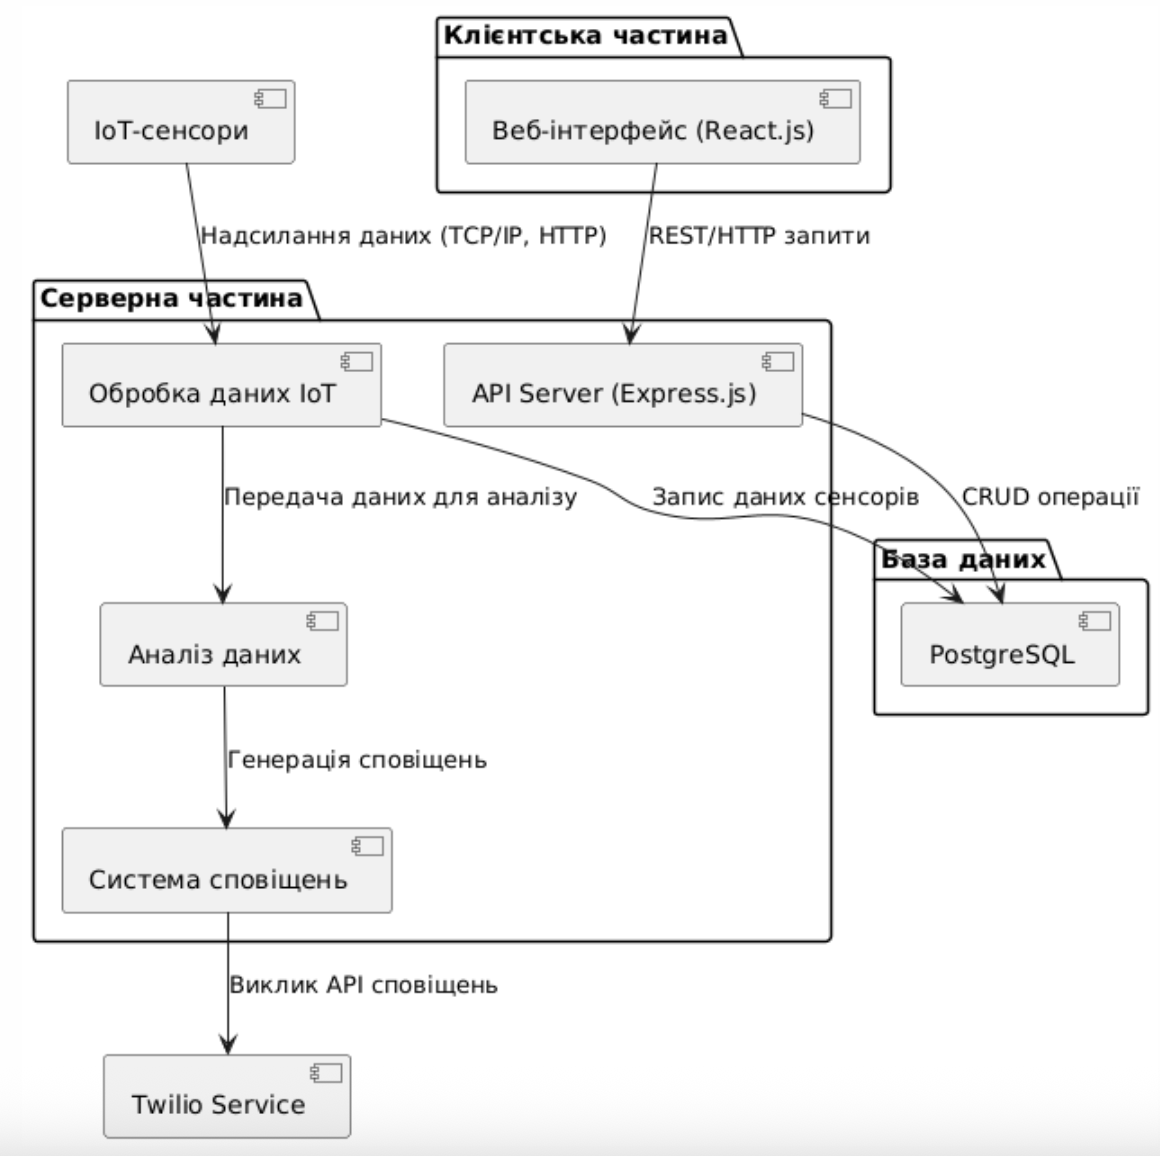 Клієнтська частина
IoT-сенсори
Веб-інтерфейс (React.js)
Надсилання даних (TCP/IP, HTTP)
REST/HTTP запити
Серверна частина
Обробка даних IoT
API Server (Express.js)
Передача даних для аналізу
Запис даних сенсорів
CRUD операції
База даних
Аналіз даних
PostgreSQL
Генерація сповіщень
Система сповіщень
Виклик API сповіщень
Twilio Service